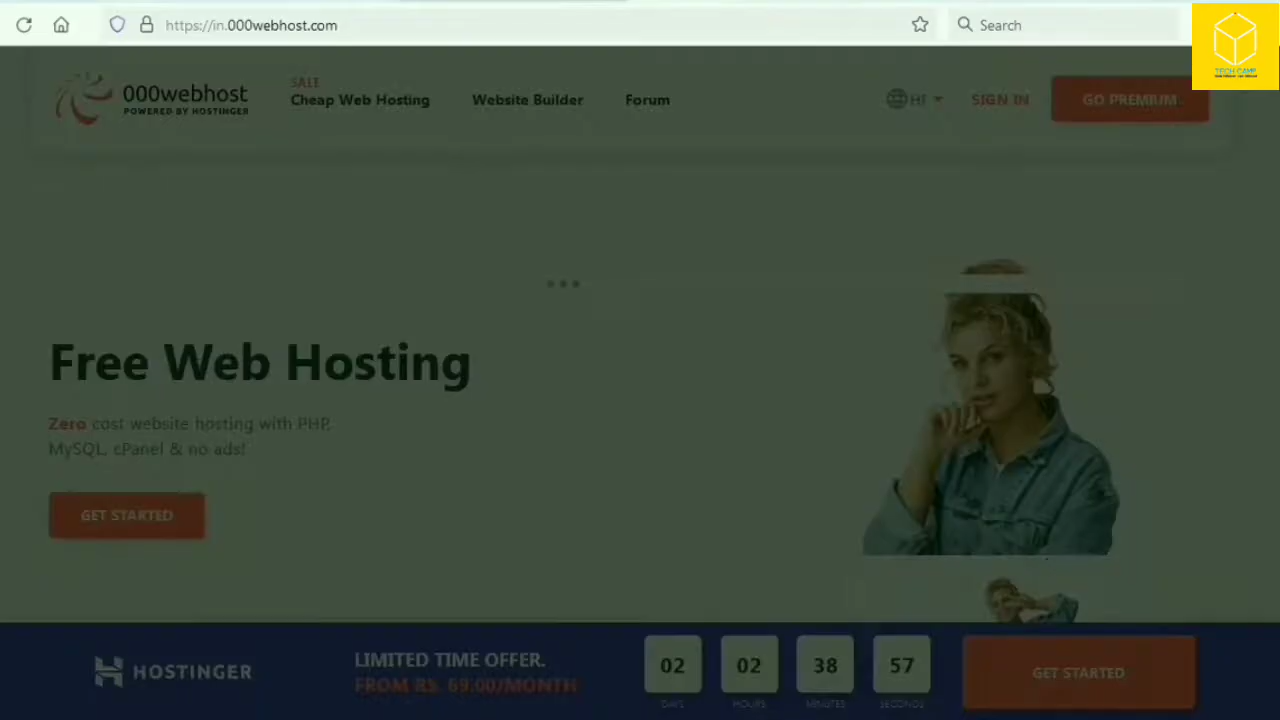 https://in.000webhost.com
Search
TECH CAMP
SALE
000webhost
POWERED BY HOSTINGER
Cheap Web Hosting
Website Builder
Forum
HI
SIGN IN
GO PREMIUM
Free Web Hosting
Zero cost website hosting with PHP,
MySQL, cPanel & no ads!
GET STARTED
HOSTINGER
LIMITED TIME OFFER.
FROM RS. 69.00/MONTH
02
02
38
57
DAYS
HOURS
MINUTES
SECONDS
GET STARTED